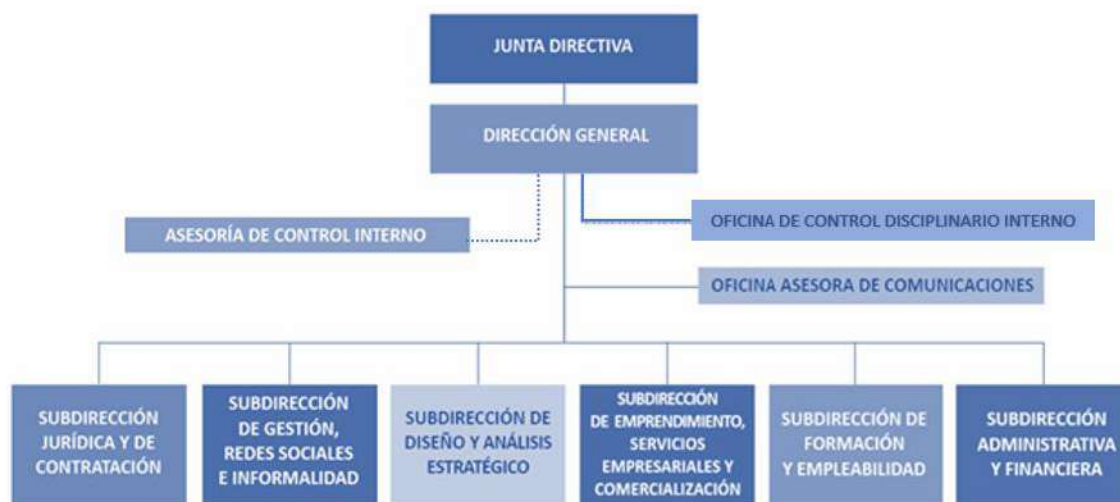 JUNTA DIRECTIVA
DIRECCIÓN GENERAL
OFICINA DE CONTROL DISCIPLINARIO INTERNO
ASESORÍA DE CONTROL INTERNO
OFICINA ASESORA DE COMUNICACIONES
SUBDIRECCIÓN
JURÍDICA Y DE
CONTRATACIÓN
SUBDIRECCIÓN
DE GESTIÓN,
REDES SOCIALES
E INFORMALIDAD
SUBDIRECCIÓN DE
DISEÑO Y ANÁLISIS
ESTRATÉGICO
SUBDIRECCIÓN
DE EMPRENDIMIENTO,
SERVICIOS
EMPRESARIALES Y
COMERCIALIZACIÓN
SUBDIRECCIÓN DE
FORMACIÓN
Y EMPLEABILIDAD
SUBDIRECCIÓN
ADMINISTRATIVA
Y FINANCIERA